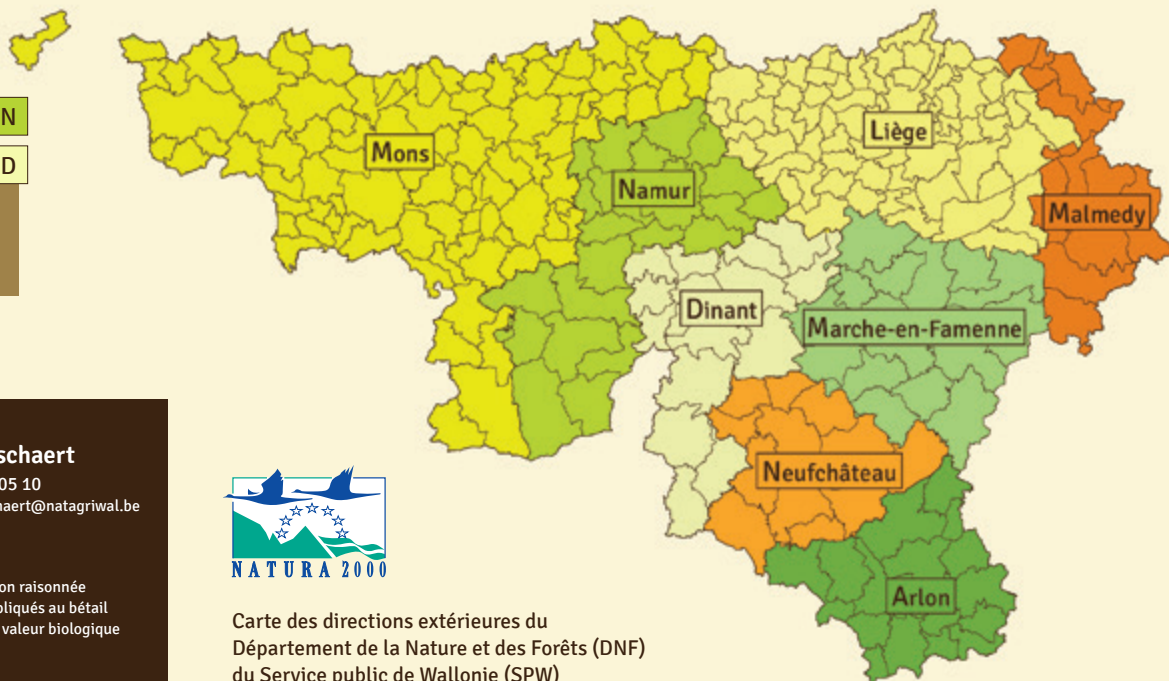 N
D
Mons
Namur
Liège
Malmedy
Dinant
Marche-en-Famenne
Neufchâteau
Arlon
schaert
05 10
haert@natagriwal.be
on raisonnée
pliqués au bétail
valeur biologique
NATURA 2000
Carte des directions extérieures du
Département de la Nature et des Forêts (DNF)
du Service public de Wallonie (SPW)